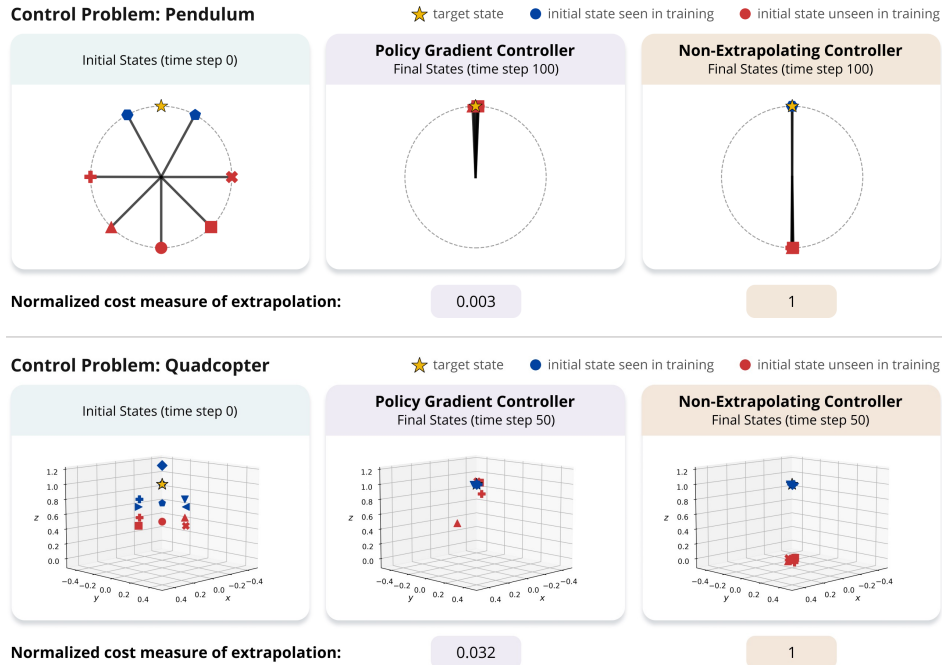 Control Problem: Pendulum
target state
initial state seen in training
initial state unseen in training
Initial States (time step 0)
Policy Gradient Controller
Final States (time step 100)
Non-Extrapolating Controller
Final States (time step 100)
Normalized cost measure of extrapolation:
0.003
1
Control Problem: Quadcopter
target state
initial state seen in training
initial state unseen in training
Initial States (time step 0)
Policy Gradient Controller
Final States (time step 50)
Non-Extrapolating Controller
Final States (time step 50)
1.2
1.0
0.8
0.6
0.4
0.2
0.0
z
−0.4
−0.2
0.0
0.2
0.4
y
0.4
0.2
0.0
−0.2
−0.4
x
1.2
1.0
0.8
0.6
0.4
0.2
0.0
z
−0.4
−0.2
0.0
0.2
0.4
y
0.4
0.2
0.0
−0.2
−0.4
x
1.2
1.0
0.8
0.6
0.4
0.2
0.0
z
−0.4
−0.2
0.0
0.2
0.4
y
0.4
0.2
0.0
−0.2
−0.4
x
Normalized cost measure of extrapolation:
0.032
1